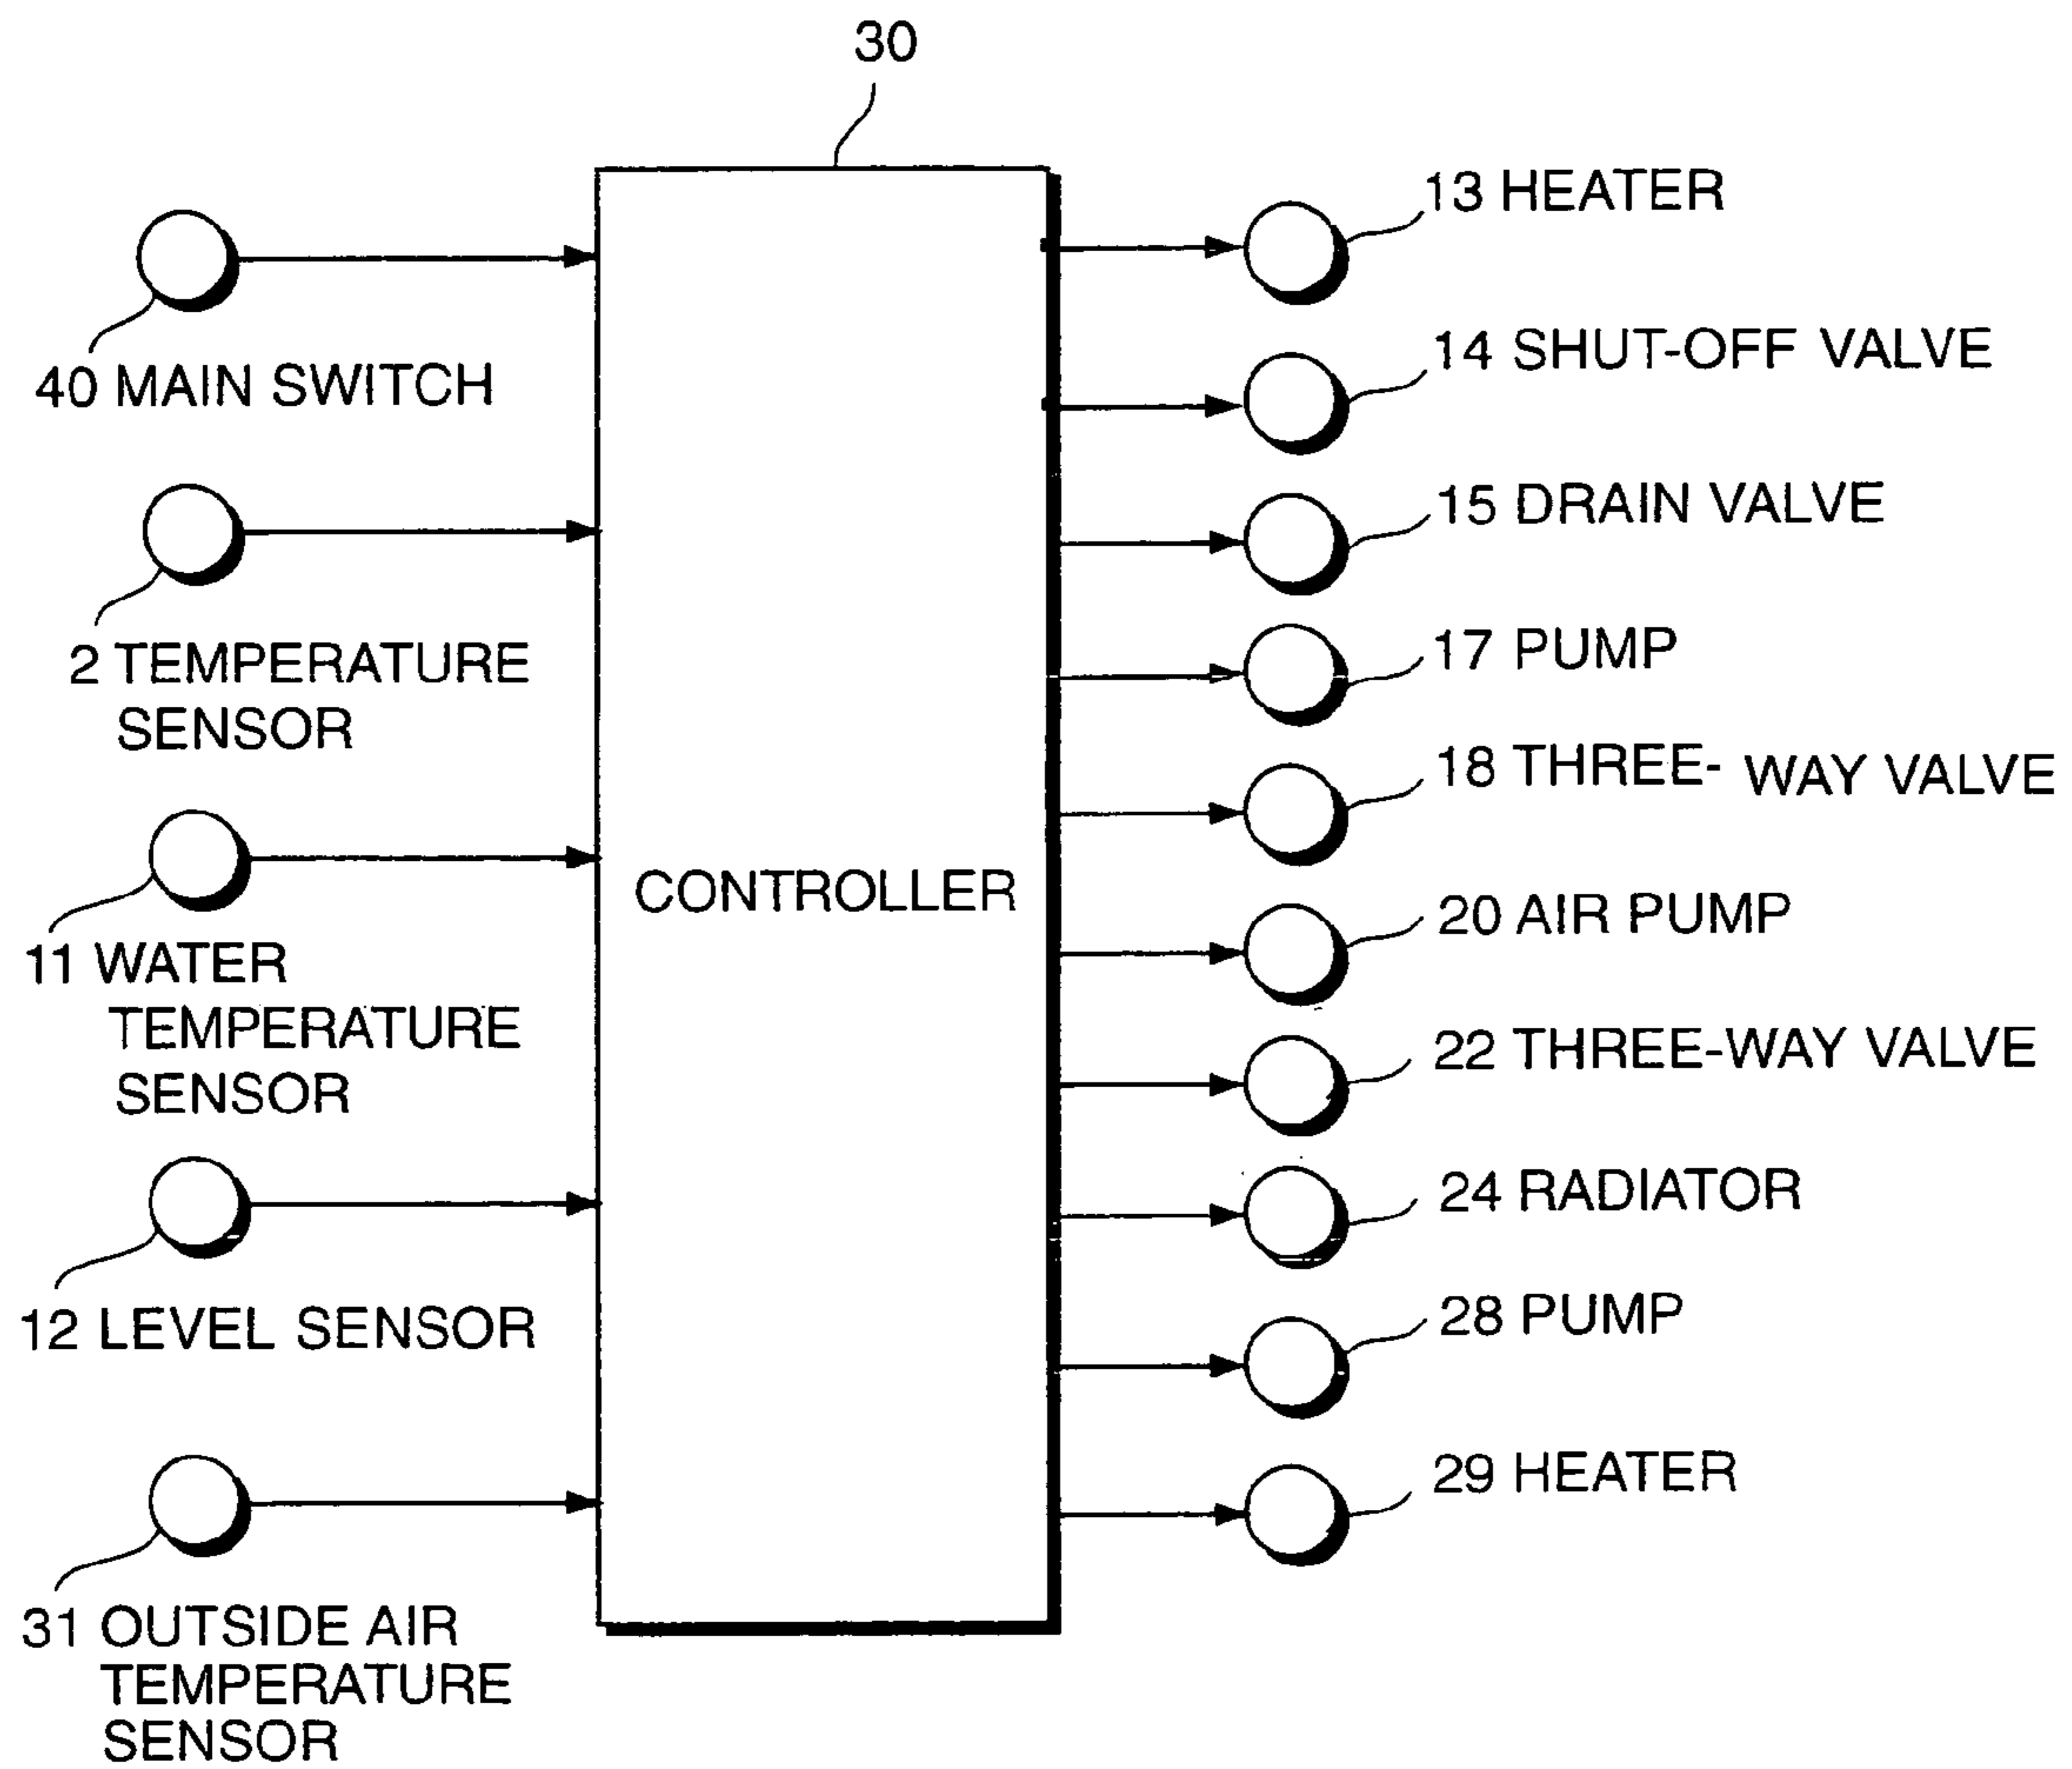 30
40 MAIN SWITCH
2 TEMPERATURE
SENSOR
11 WATER
TEMPERATURE
SENSOR
12 LEVEL SENSOR
31 OUTSIDE AIR
TEMPERATURE
SENSOR
CONTROLLER
13 HEATER
14 SHUT-OFF VALVE
15 DRAIN VALVE
17 PUMP
18 THREE- WAY VALVE
20 AIR PUMP
22 THREE-WAY VALVE
24 RADIATOR
28 PUMP
29 HEATER